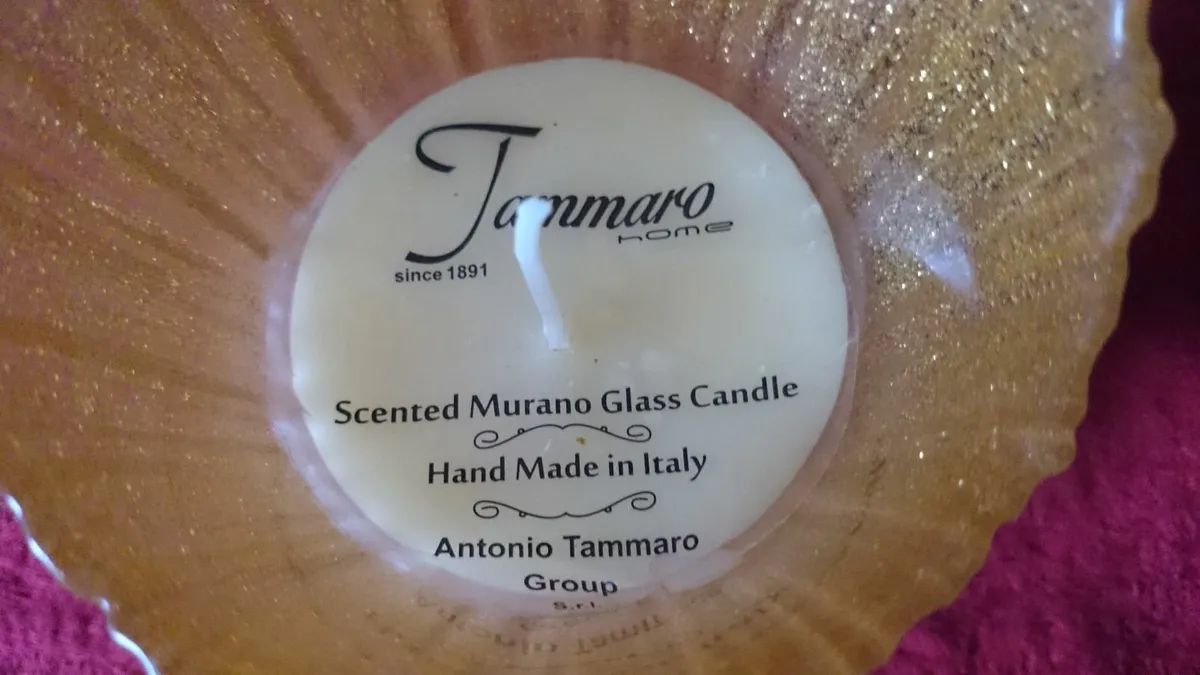 Tammaro
home
since 1891
Scented Murano Glass Candle
Hand Made in Italy
Antonio Tammaro
Group
S.r.l.